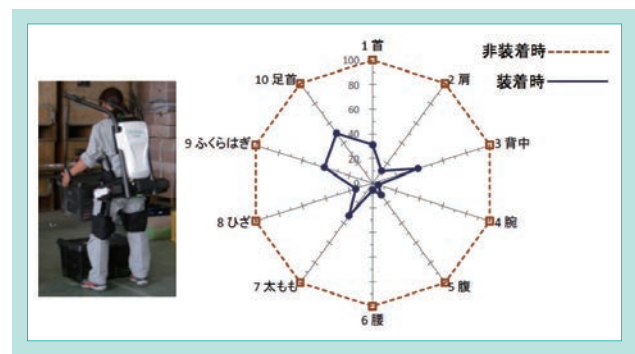 1 首
非装着時
装着時
100
80
60
40
20
0
2 肩
3 背中
4 腕
5 腹
6 腰
7 太もも
8 ひざ
9 ふくらはぎ
10 足首